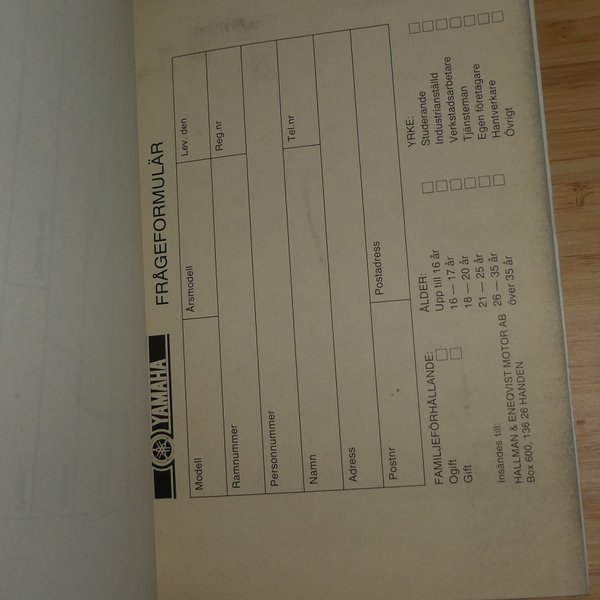 YAMAHA FRÅGEFORMULÄR
Modell Årsmodell Lev. den
Ramnummer Reg.nr
Personnummer
Namn Tel.nr
Adress
Postnr Postadress
FAMILJEFÖRHÅLLANDE:
Ogift
Gift
ÅLDER:
Upp till 16 år
16 — 17 år
18 — 20 år
21 — 25 år
26 — 35 år
över 35 år
YRKE:
Studerande
Industrianställd
Verkstadsarbetare
Tjänsteman
Egen företagare
Hantverkare
Övrigt
Insändes till:
HALLMAN & ENEQVIST MOTOR AB
Box 600, 136 26 HANDEN